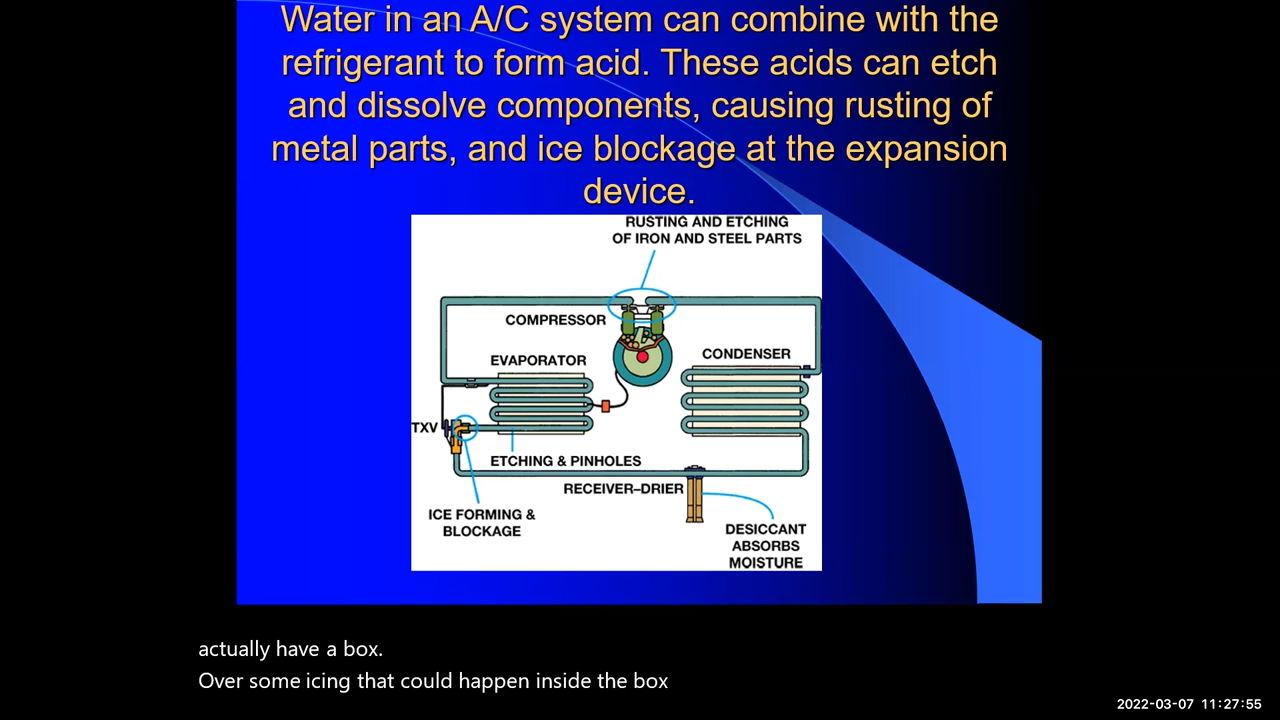 Water in an A/C system can combine with the
refrigerant to form acid. These acids can etch
and dissolve components, causing rusting of
metal parts, and ice blockage at the expansion
device.
RUSTING AND ETCHING
OF IRON AND STEEL PARTS
COMPRESSOR
EVAPORATOR
CONDENSER
TXV
ETCHING & PINHOLES
RECEIVER–DRIER
ICE FORMING &
BLOCKAGE
DESICCANT
ABSORBS
MOISTURE
actually have a box.
Over some icing that could happen inside the box
2022-03-07 11:27:55